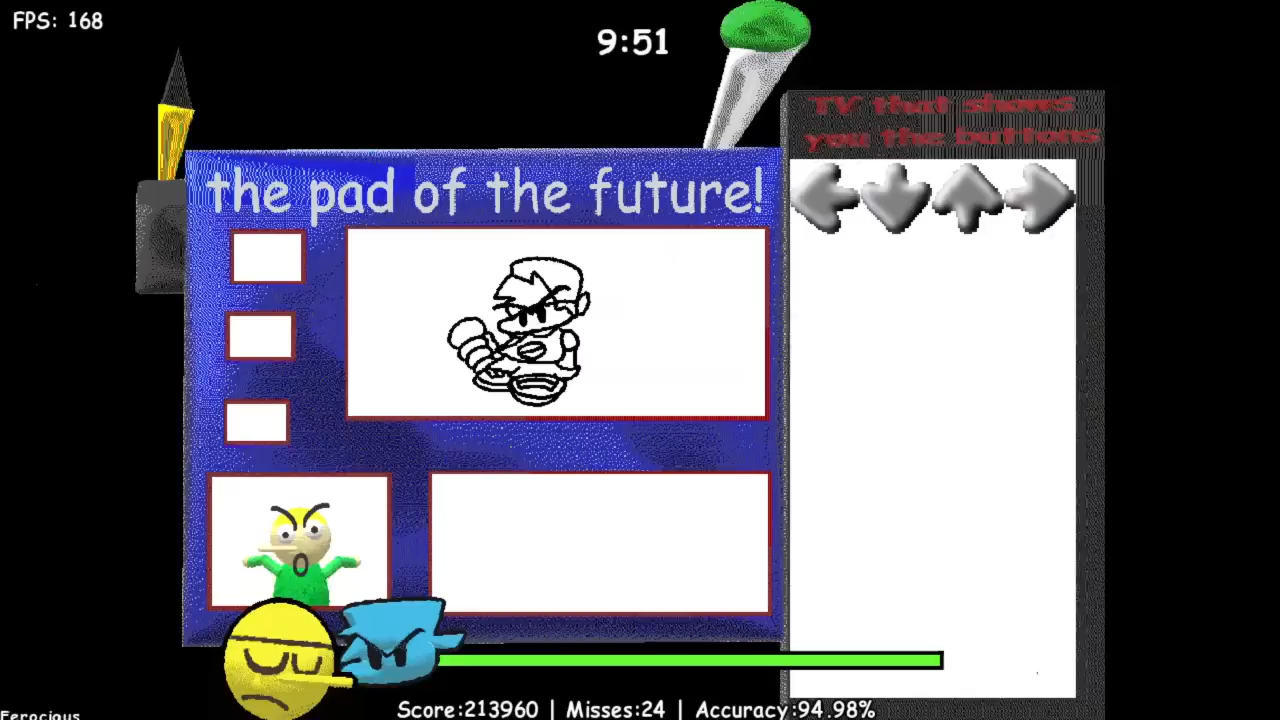 FPS: 168
9:51
TV that shows
you the buttons
the pad of the future!
Score:213960 | Misses:24 | Accuracy:94.98%
Ferocious